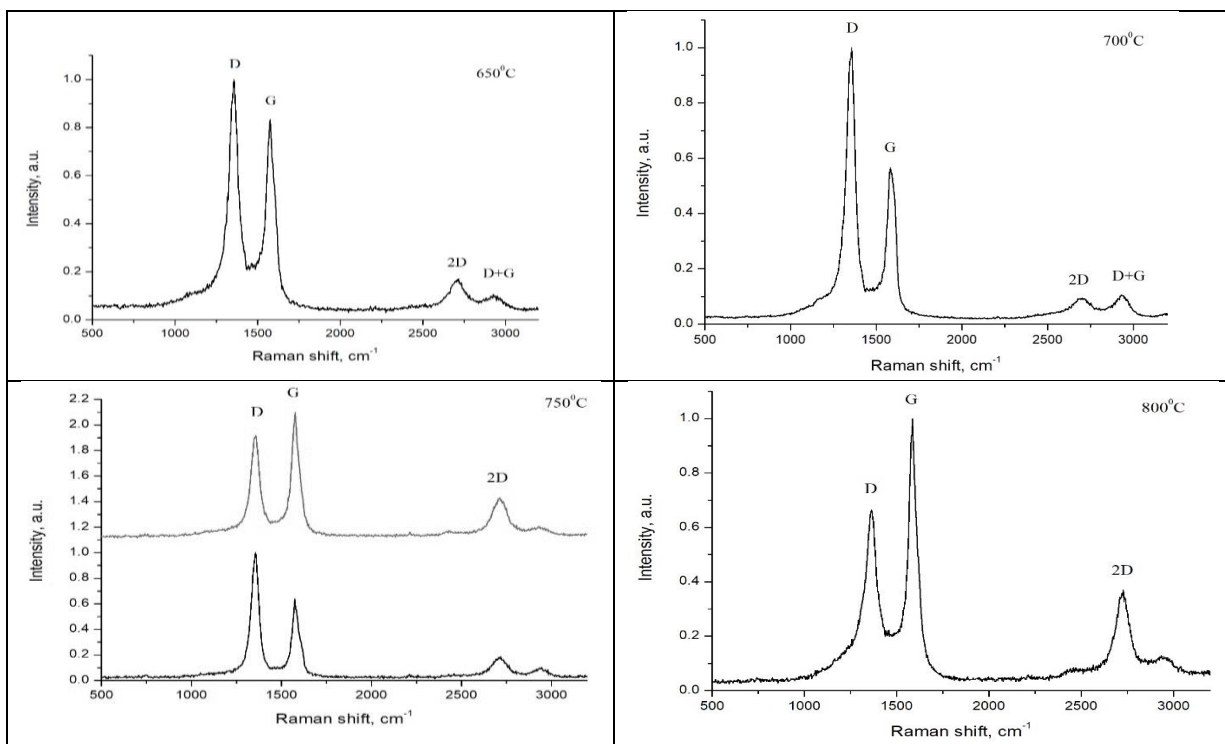 650⁰C
D
G
2D
D+G
1.0
0.8
0.6
0.4
0.2
0.0
Intensity, a.u.
500 1000 1500 2000 2500 3000
Raman shift, cm⁻¹
700⁰C
D
G
2D
D+G
1.0
0.8
0.6
0.4
0.2
0.0
Intensity, a.u.
500 1000 1500 2000 2500 3000
Raman shift, cm⁻¹
750⁰C
G
D
2D
2.2
2.0
1.8
1.6
1.4
1.2
1.0
0.8
0.6
0.4
0.2
0.0
Intensity, a.u.
500 1000 1500 2000 2500 3000
Raman shift, cm⁻¹
800⁰C
G
D
2D
1.0
0.8
0.6
0.4
0.2
0.0
Intensity, a.u.
500 1000 1500 2000 2500 3000
Raman shift, cm⁻¹